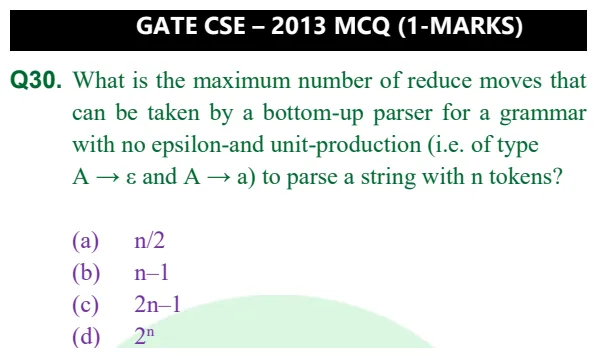 GATE CSE – 2013 MCQ (1-MARKS)
Q30. What is the maximum number of reduce moves that
can be taken by a bottom-up parser for a grammar
with no epsilon-and unit-production (i.e. of type
A → ε and A → a) to parse a string with n tokens?
(a) n/2
(b) n–1
(c) 2n–1
(d) 2ⁿ